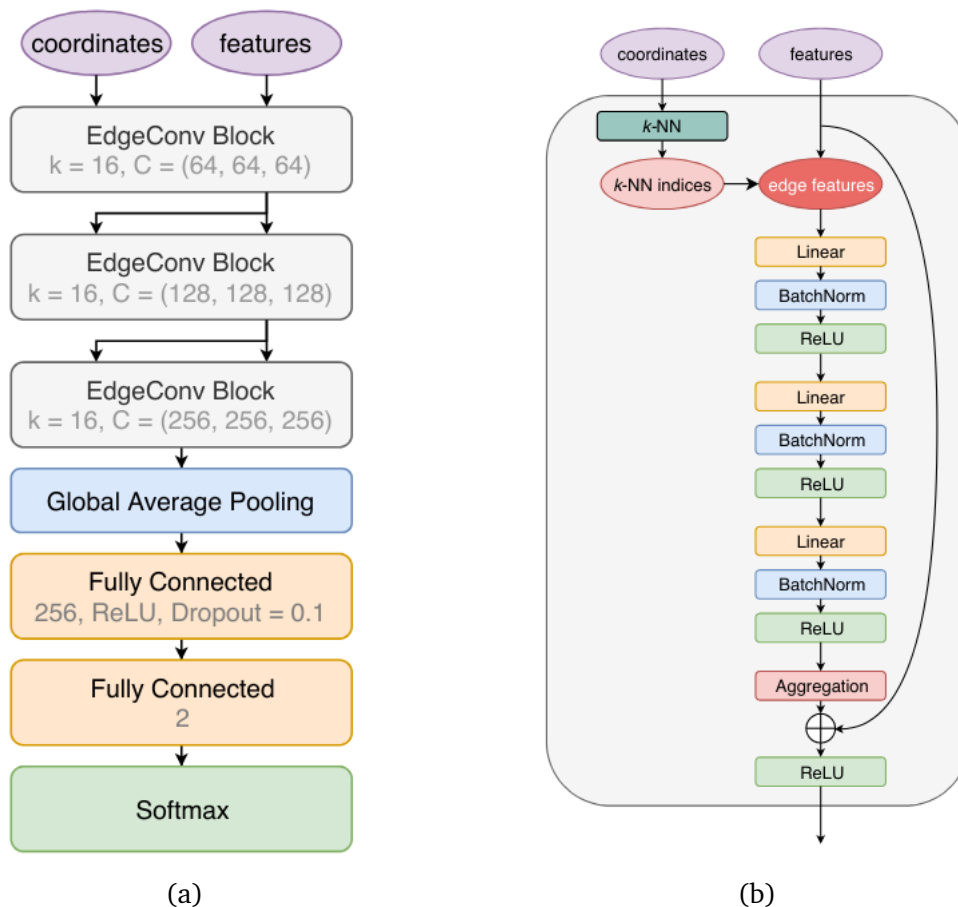 coordinates
features
EdgeConv Block
k = 16, C = (64, 64, 64)
EdgeConv Block
k = 16, C = (128, 128, 128)
EdgeConv Block
k = 16, C = (256, 256, 256)
Global Average Pooling
Fully Connected
256, ReLU, Dropout = 0.1
Fully Connected
2
Softmax
(a)
coordinates
features
k-NN
k-NN indices
edge features
Linear
BatchNorm
ReLU
Linear
BatchNorm
ReLU
Linear
BatchNorm
ReLU
Aggregation
ReLU
(b)